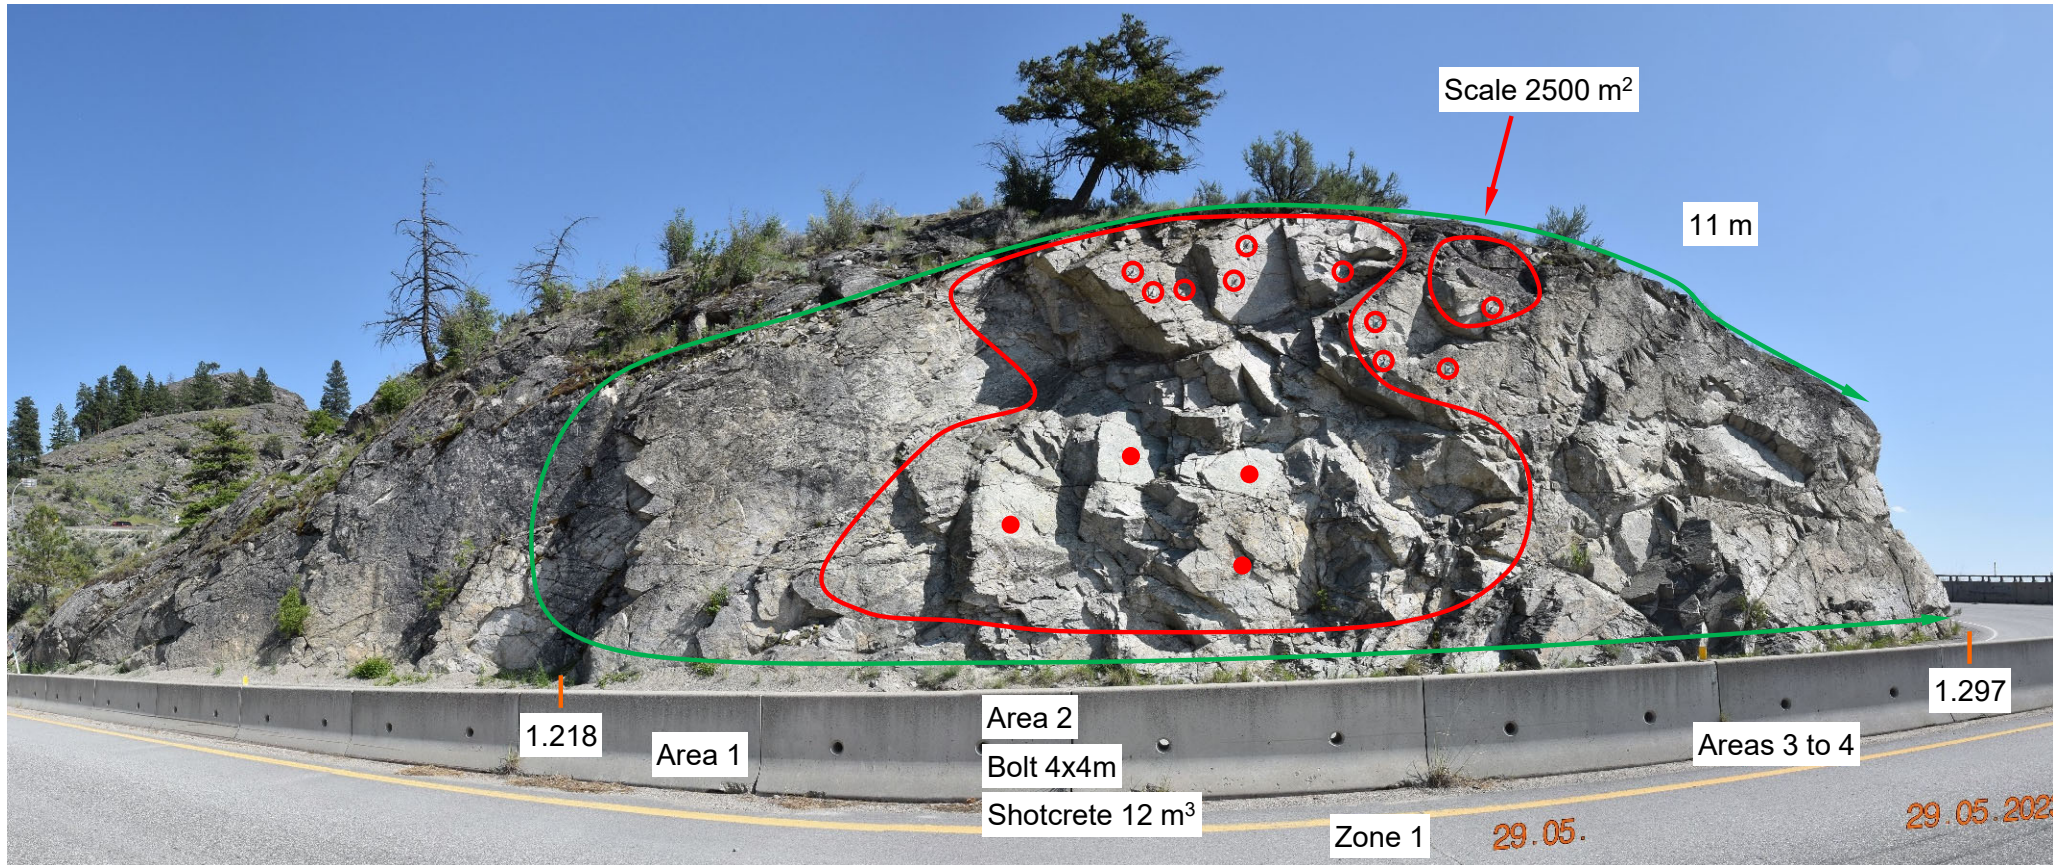 Scale 2500 m²
11 m
1.218
Area 1
Area 2
Bolt 4x4m
Shotcrete 12 m³
Zone 1
Areas 3 to 4
1.297
29.05.
29.05.202